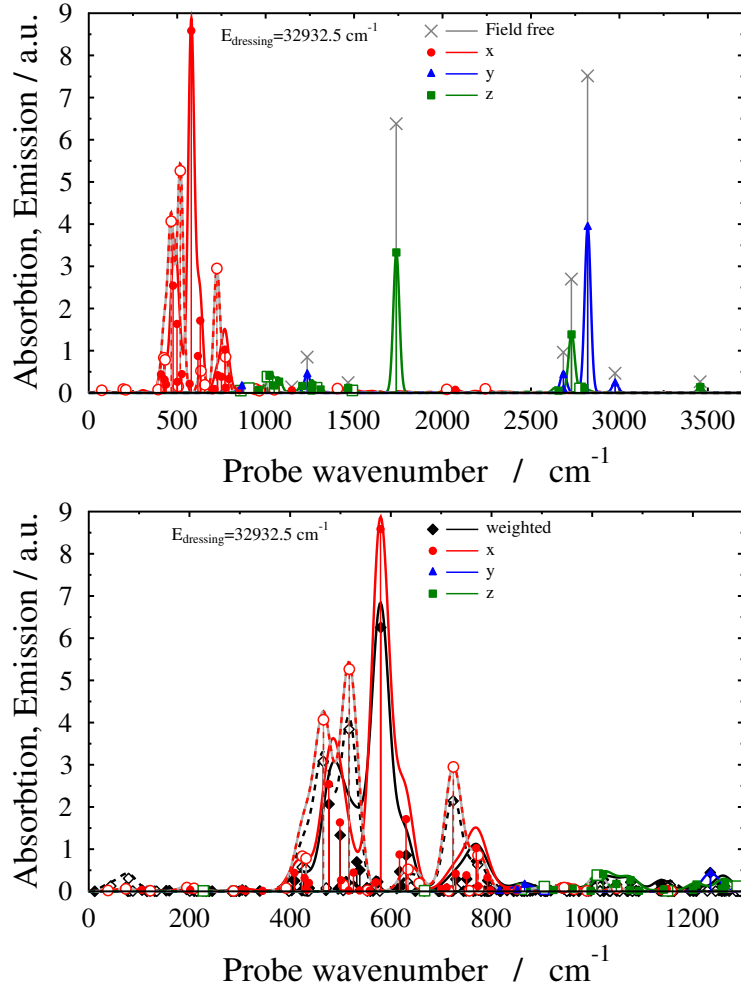 9
8
7
6
5
4
3
2
1
0
Absorbtion, Emission / a.u.
E_dressing=32932.5 cm^-1
Field free
x
y
z
0 500 1000 1500 2000 2500 3000 3500
Probe wavenumber / cm^-1
9
8
7
6
5
4
3
2
1
0
Absorbtion, Emission / a.u.
E_dressing=32932.5 cm^-1
weighted
x
y
z
0 200 400 600 800 1000 1200
Probe wavenumber / cm^-1